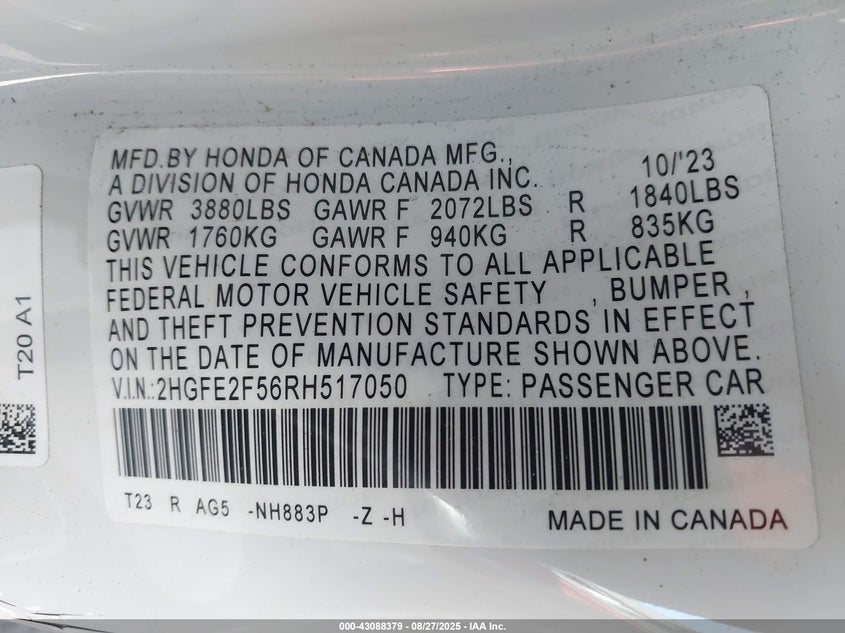 MFD.BY HONDA OF CANADA MFG., 10/'23
A DIVISION OF HONDA CANADA INC.
GVWR 3880LBS GAWR F 2072LBS R 1840LBS
GVWR 1760KG GAWR F 940KG R 835KG
THIS VEHICLE CONFORMS TO ALL APPLICABLE
FEDERAL MOTOR VEHICLE SAFETY , BUMPER ,
AND THEFT PREVENTION STANDARDS IN EFFECT
ON THE DATE OF MANUFACTURE SHOWN ABOVE.
V.I.N.:2HGFE2F56RH517050 TYPE: PASSENGER CAR
T23 R AG5 -NH883P -Z -H
MADE IN CANADA
T20 A1
000-43088379 | 08/27/2025 - IAA Inc.